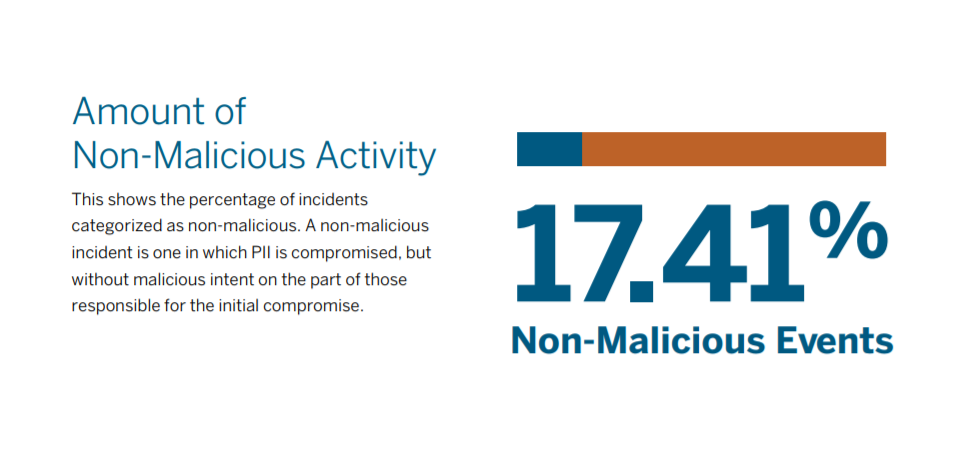 Amount of
Non-Malicious Activity
This shows the percentage of incidents
categorized as non-malicious. A non-malicious
incident is one in which PII is compromised, but
without malicious intent on the part of those
responsible for the initial compromise.
17.41%
Non-Malicious Events